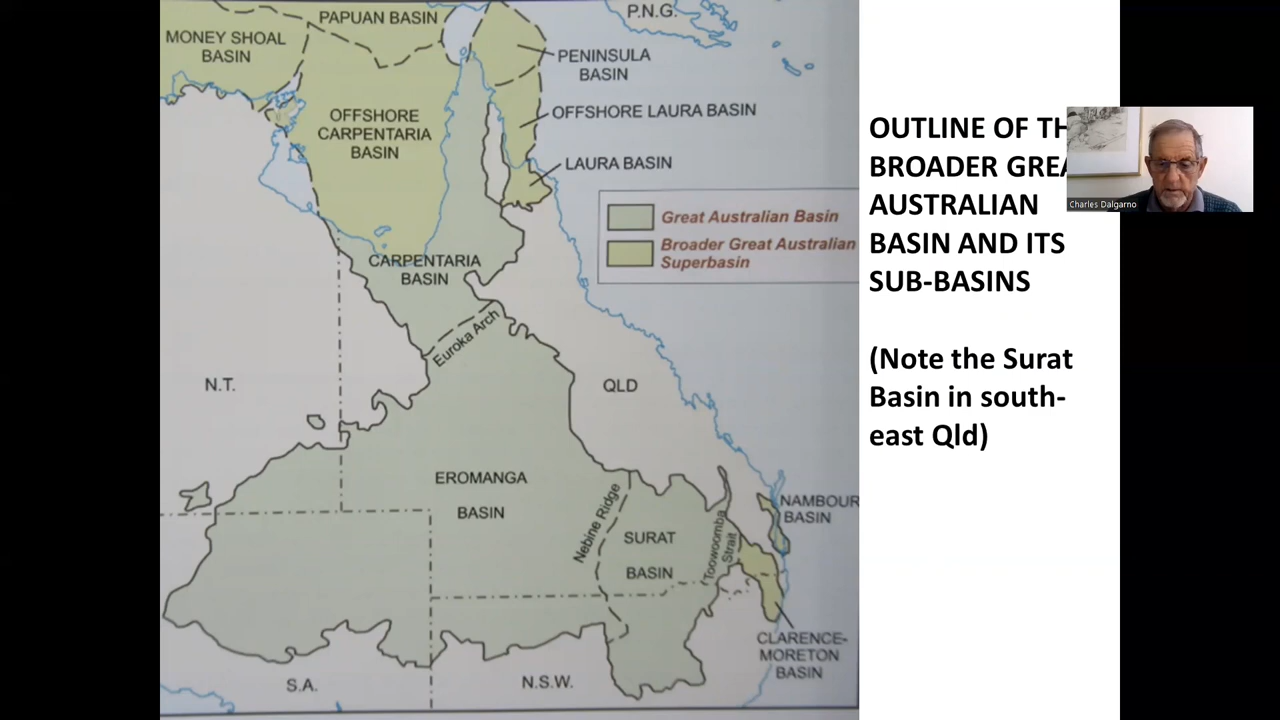 PAPUAN BASIN
P.N.G.
MONEY SHOAL
BASIN
PENINSULA
BASIN
OFFSHORE
CARPENTARIA
BASIN
OFFSHORE LAURA BASIN
LAURA BASIN
Great Australian Basin
Broader Great Australian
Superbasin
CARPENTARIA
BASIN
Euroka Arch
N.T.
QLD
EROMANGA
BASIN
Nebine Ridge
SURAT
BASIN
(Toowoomba
Strait
NAMBOUR
BASIN
CLARENCE-
MORETON
BASIN
S.A.
N.S.W.
OUTLINE OF TH
BROADER GREA
AUSTRALIAN
BASIN AND ITS
SUB-BASINS
(Note the Surat
Basin in south-
east Qld)
Charles Dalgarno